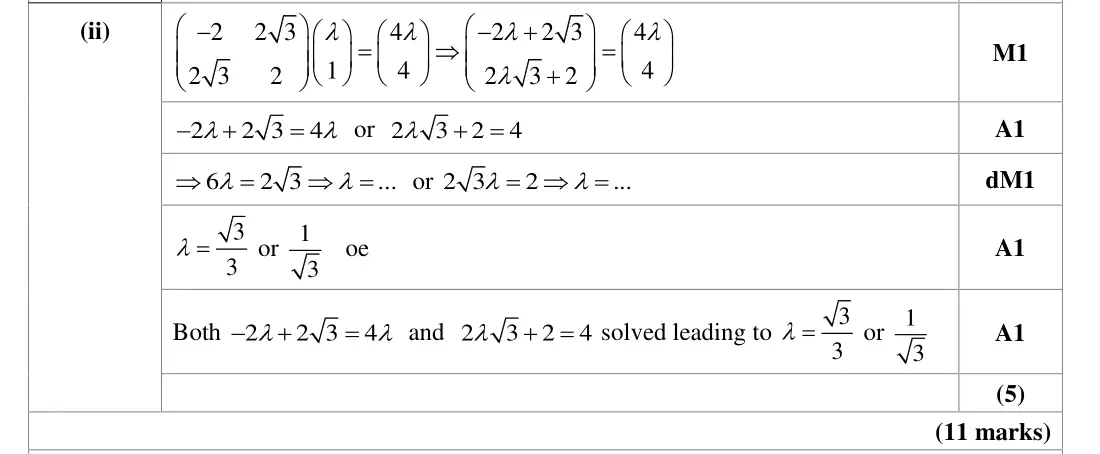 (ii) (−2 2√3; 2√3 2)(λ; 1) = (4λ; 4) ⇒ (−2λ + 2√3; 2λ√3 + 2) = (4λ; 4) M1
−2λ + 2√3 = 4λ or 2λ√3 + 2 = 4 A1
⇒ 6λ = 2√3 ⇒ λ = ... or 2√3λ = 2 ⇒ λ = ... dM1
λ = √3/3 or 1/√3 oe A1
Both −2λ + 2√3 = 4λ and 2λ√3 + 2 = 4 solved leading to λ = √3/3 or 1/√3 A1
(5)
(11 marks)